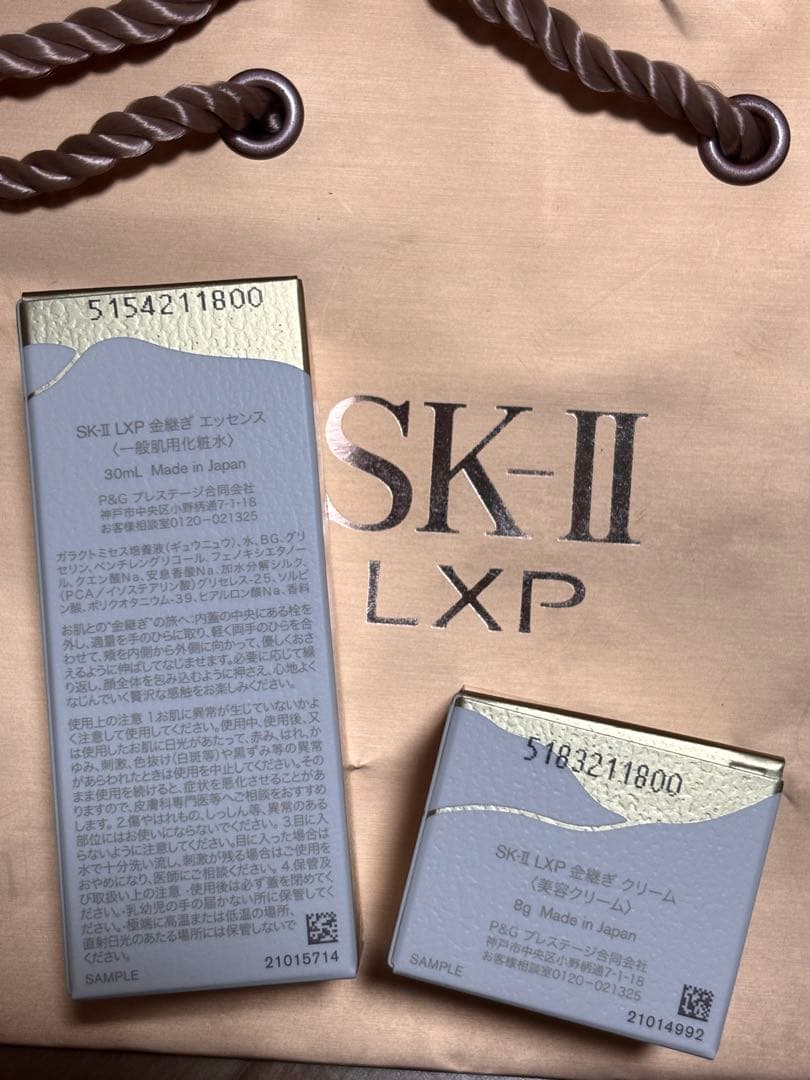 5154211800
SK-II LXP 金継ぎ エッセンス
〈一般肌用化粧水〉
30mL Made in Japan
P&G プレステージ合同会社
神戸市中央区小野柄通7-1-18
お客様相談室0120-021325
ガラクトミセス培養液(ギュウニュウ)、水、BG、グリ
セリン、ペンチレングリコール、フェノキシエタノー
ル、クエン酸Na、安息香酸Na、加水分解シルク、
(PCA/イソステアリン酸)グリセレス-25、ソルビ
ン酸、ポリクオタニウム-39、ヒアルロン酸Na、香料
お肌との“金継ぎ”の旅へ:内蓋の中央にある栓を
外し、適量を手のひらに取り、軽く両手のひらを合
わせて、頬を内側から外側に向かって、優しくおさ
えるように伸ばしてなじませます。必要に応じて繰
り返し、顔全体を包み込むように押さえ、心地よく
なじんでいく贅沢な感触をお楽しみください。
使用上の注意 1.お肌に異常が生じていないかよ
く注意して使用してください。使用中、使用後、又
は使用したお肌に日光があたって、赤み、はれ、か
ゆみ、刺激、色抜け(白斑等)や黒ずみ等の異常
があらわれたときは使用を中止してください。その
まま使用を続けると、症状を悪化させることがあ
りますので、皮膚科専門医等へご相談をおすすめ
します。2.傷やはれもの、しっしん等、異常のある
部位にはお使いにならないでください。3.目に入
らないように注意してください。目に入った場合は
水で十分洗い流し、刺激が残る場合はご使用を
おやめになり、医師にご相談ください。4.保管及
び取扱い上の注意 ・使用後は必ず蓋を閉めてく
ださい。・乳幼児の手の届かない所に保管してく
ださい。・極端に高温または低温の場所、
直射日光のあたる場所には保管しないで
ください。
SAMPLE
21015714
SK-II
LXP
5183211800
SK-II LXP 金継ぎ クリーム
〈美容クリーム〉
8g Made in Japan
P&G プレステージ合同会社
神戸市中央区小野柄通7-1-18
お客様相談室0120-021325
SAMPLE
21014992